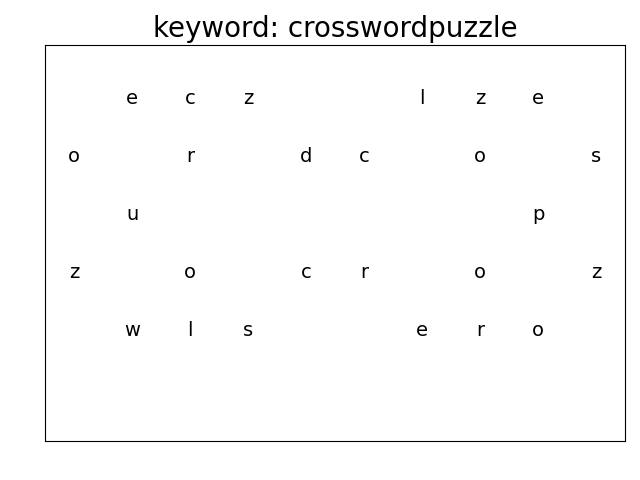 keyword: crosswordpuzzle
e c z l z e
o r d c o s
u p
z o c r o z
w l s e r o